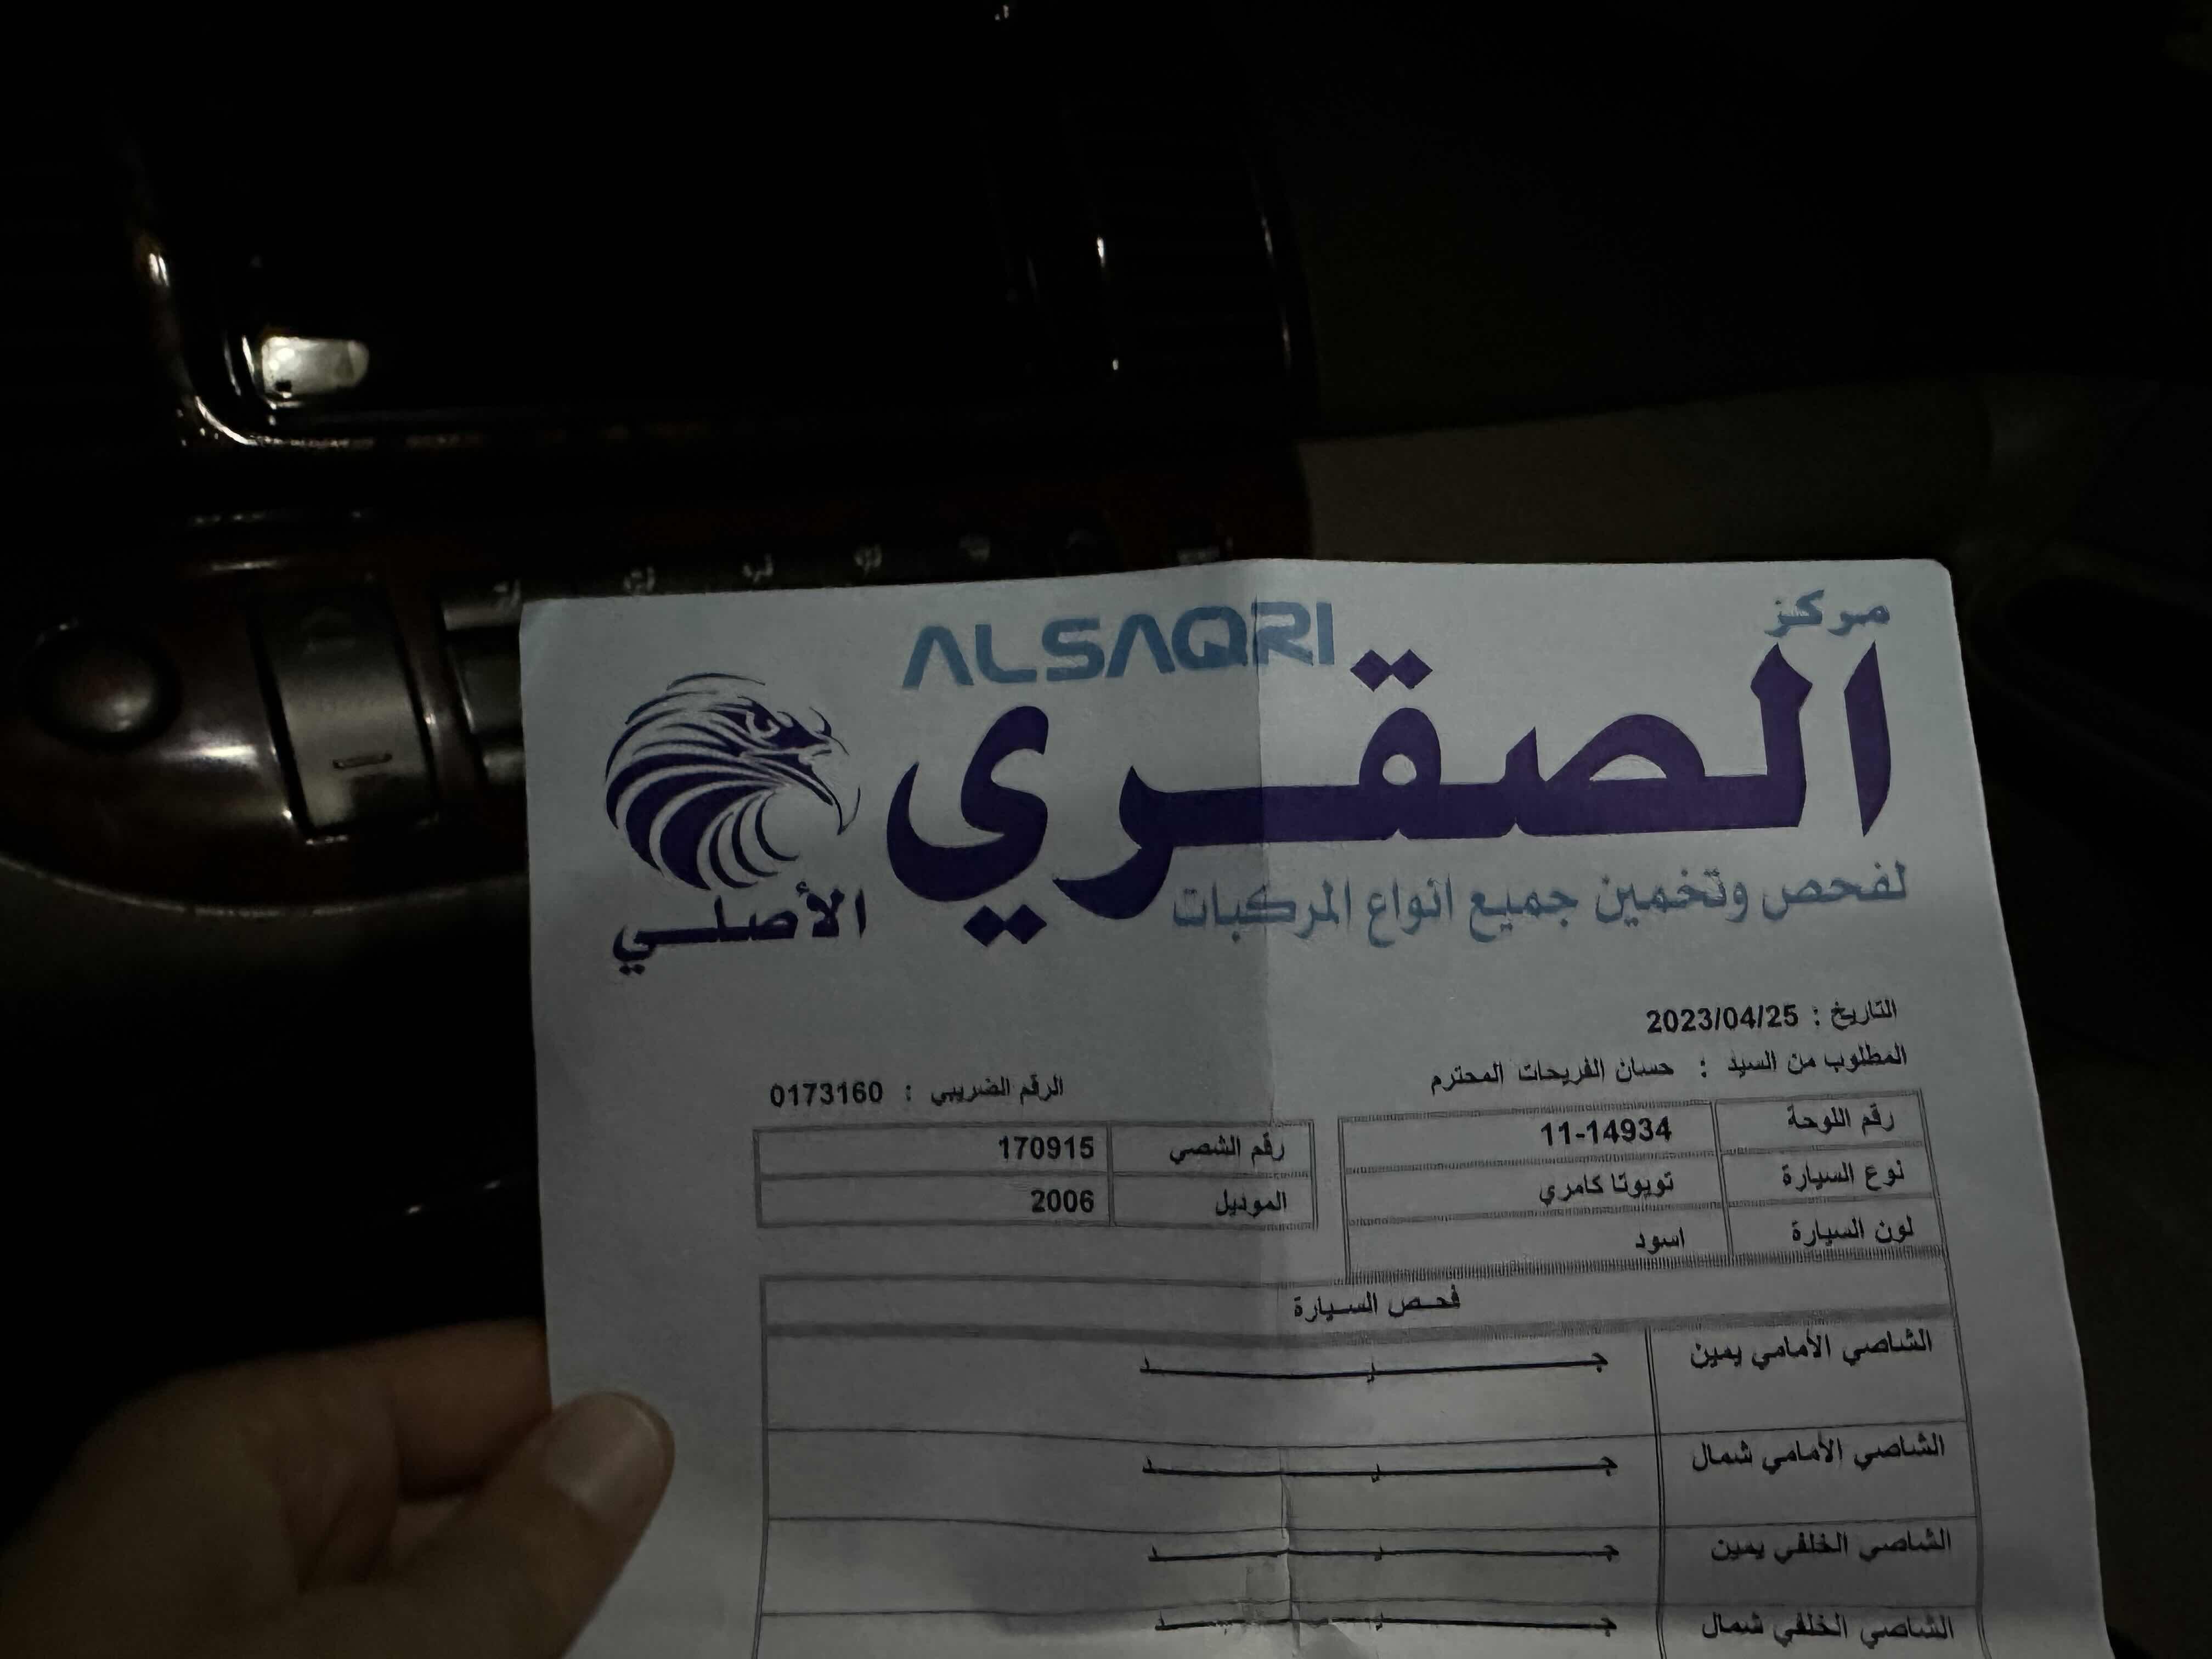 مركز
ALSAQRI
الصقري
الأصلي
لفحص وتخمين جميع انواع المركبات
التاريخ : 2023/04/25
المطلوب من السيد : حسان الفريحات المحترم
الرقم الضريبي : 0173160
رقم اللوحة 11-14934
نوع السيارة تويوتا كامري
لون السيارة اسود
رقم الشصي 170915
الموديل 2006
فحص السيارة
الشاصي الأمامي يمين جيد
الشاصي الأمامي شمال جيد
الشاصي الخلفي يمين جيد
الشاصي الخلفي شمال جيد